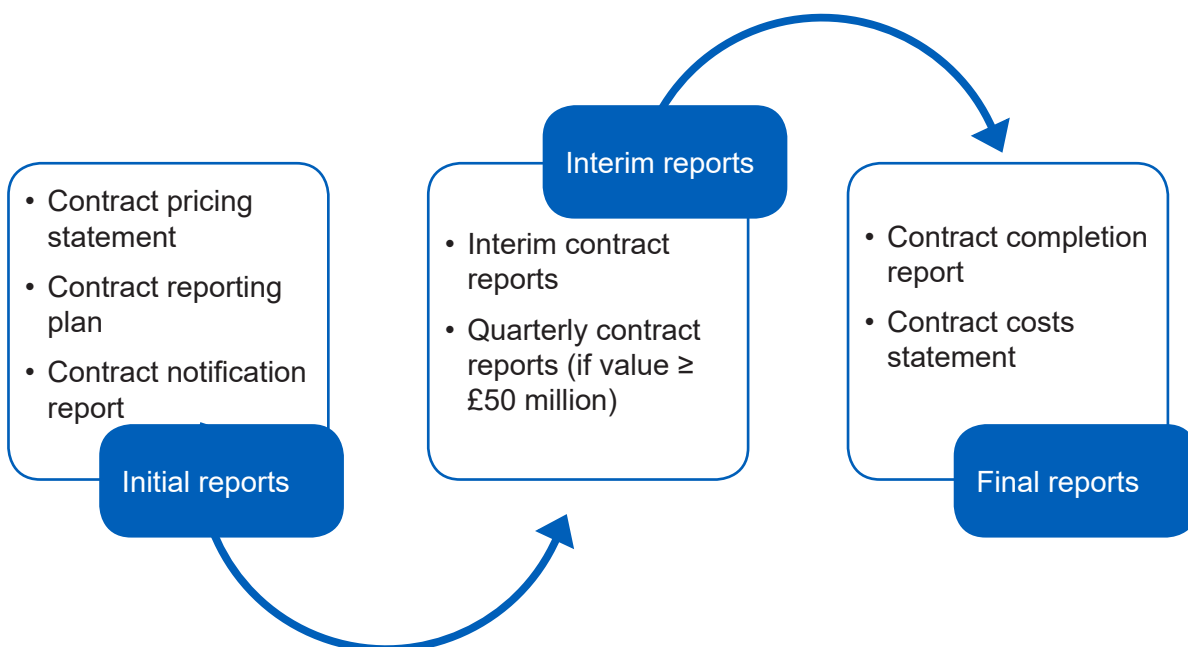 • Contract pricing
statement
• Contract reporting
plan
• Contract notification
report
Initial reports
Interim reports
• Interim contract
reports
• Quarterly contract
reports (if value ≥
£50 million)
• Contract completion
report
• Contract costs
statement
Final reports